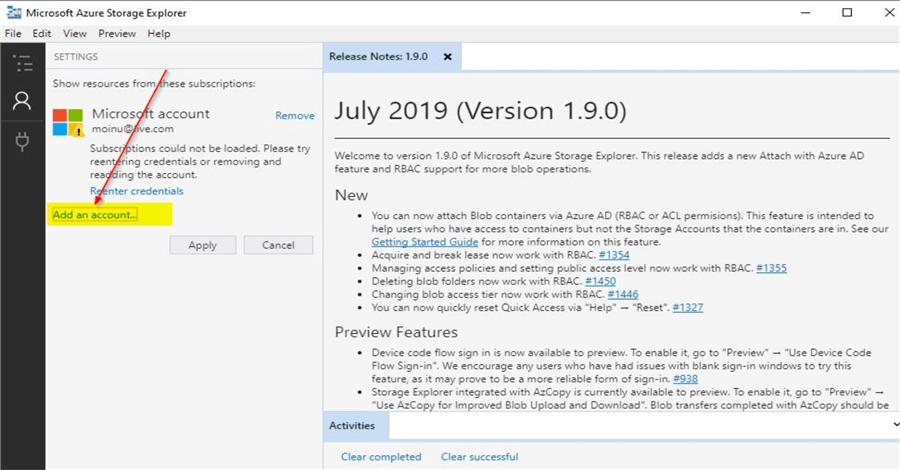 Microsoft Azure Storage Explorer
File Edit View Preview Help
SETTINGS
Show resources from these subscriptions:
Microsoft account
Remove
moinu@live.com
Subscriptions could not be loaded. Please try
reentering credentials or removing and
readding the account.
Reenter credentials
Add an account...
Apply Cancel
Release Notes: 1.9.0
July 2019 (Version 1.9.0)
Welcome to version 1.9.0 of Microsoft Azure Storage Explorer. This release adds a new Attach with Azure AD
feature and RBAC support for more blob operations.
New
• You can now attach Blob containers via Azure AD (RBAC or ACL permisions). This feature is intended to
help users who have access to containers but not the Storage Accounts that the containers are in. See our
Getting Started Guide for more information on this feature.
• Acquire and break lease now work with RBAC. #1354
• Managing access policies and setting public access level now work with RBAC. #1355
• Deleting blob folders now work with RBAC. #1450
• Changing blob access tier now work with RBAC. #1446
• You can now quickly reset Quick Access via "Help" → "Reset". #1327
Preview Features
• Device code flow sign in is now available to preview. To enable it, go to "Preview" → "Use Device Code
Flow Sign-in". We encourage any users who have had issues with blank sign-in windows to try this
feature, as it may prove to be a more reliable form of sign-in. #938
• Storage Explorer integrated with AzCopy is currently available to preview. To enable it, go to "Preview" →
"Use AzCopy for Improved Blob Upload and Download". Blob transfers completed with AzCopy should be
Activities
Clear completed Clear successful